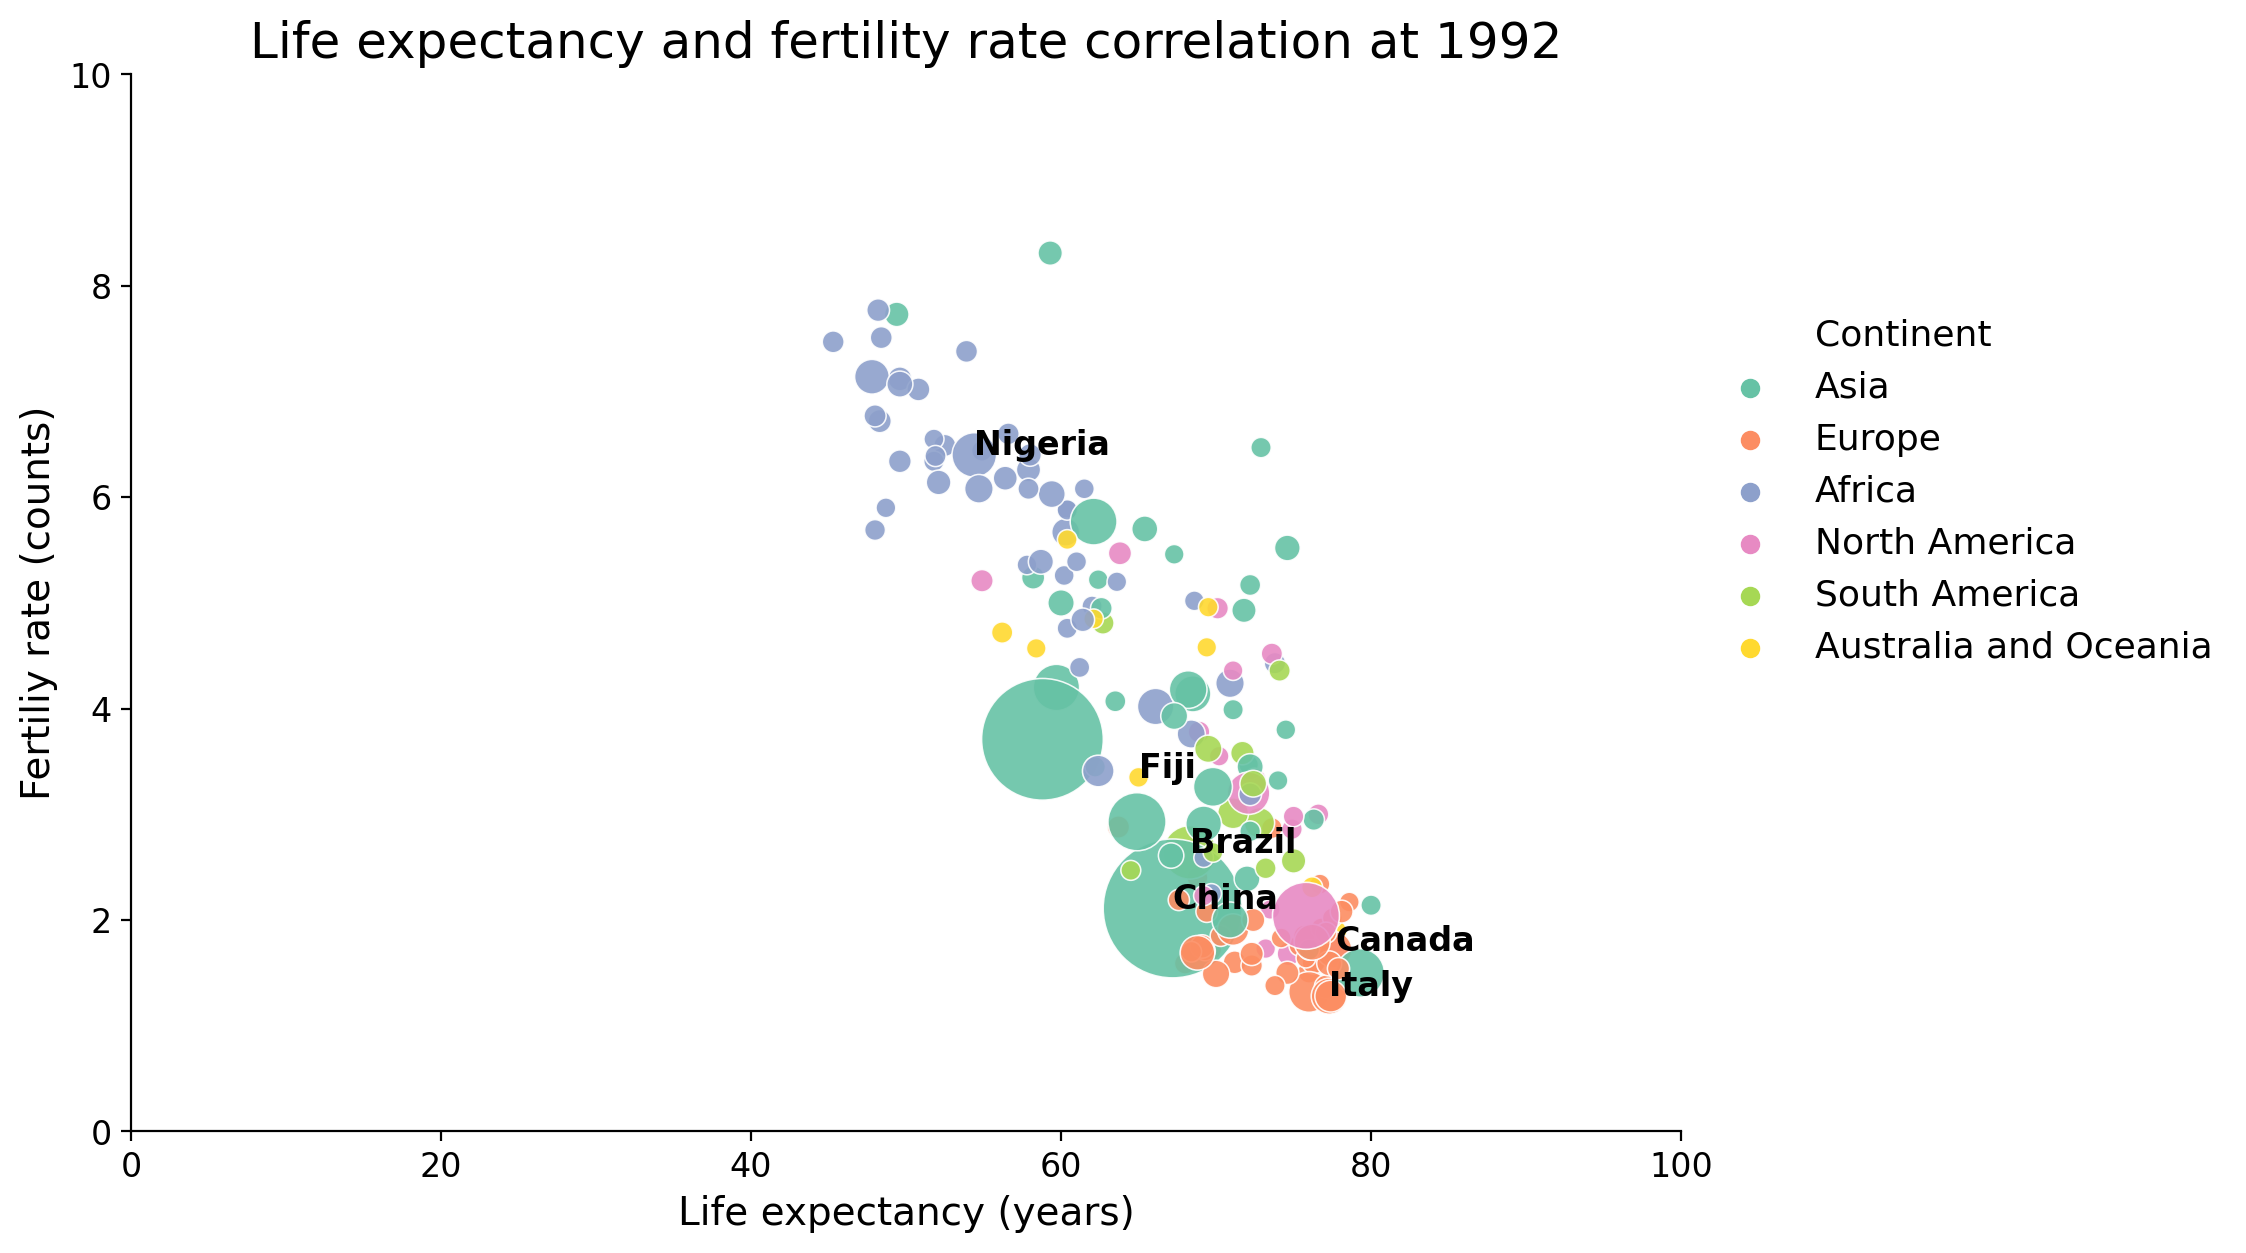 Life expectancy and fertility rate correlation at 1992
Fertiliy rate (counts)
10
8
6
4
2
0
0 20 40 60 80 100
Life expectancy (years)
Nigeria
Fiji
Brazil
China
Canada
Italy
Continent
Asia
Europe
Africa
North America
South America
Australia and Oceania